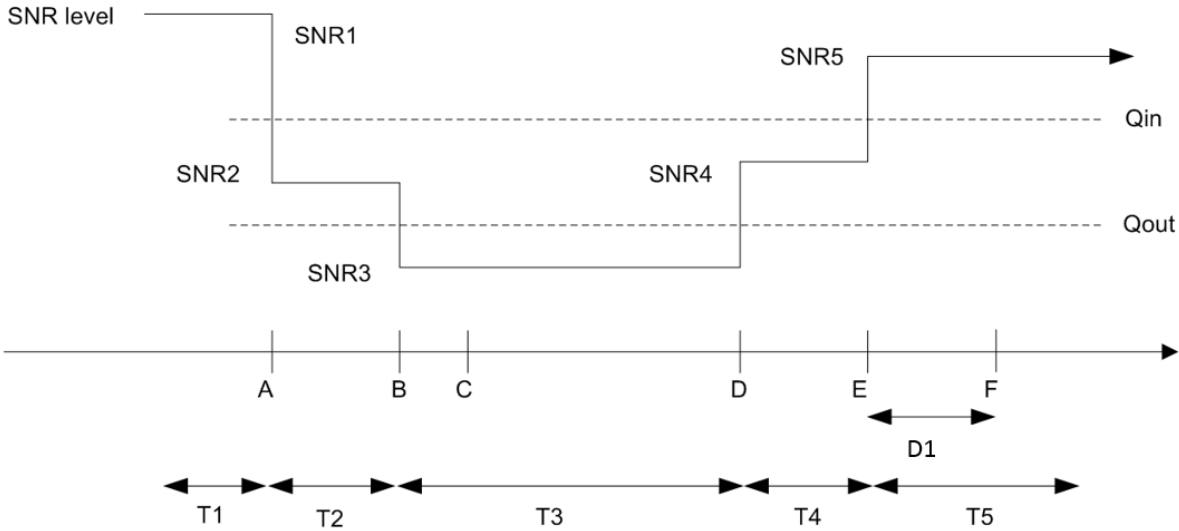 SNR level
SNR1
SNR5
Qin
SNR2
SNR4
Qout
SNR3
A B C D E F
D1
T1 T2 T3 T4 T5